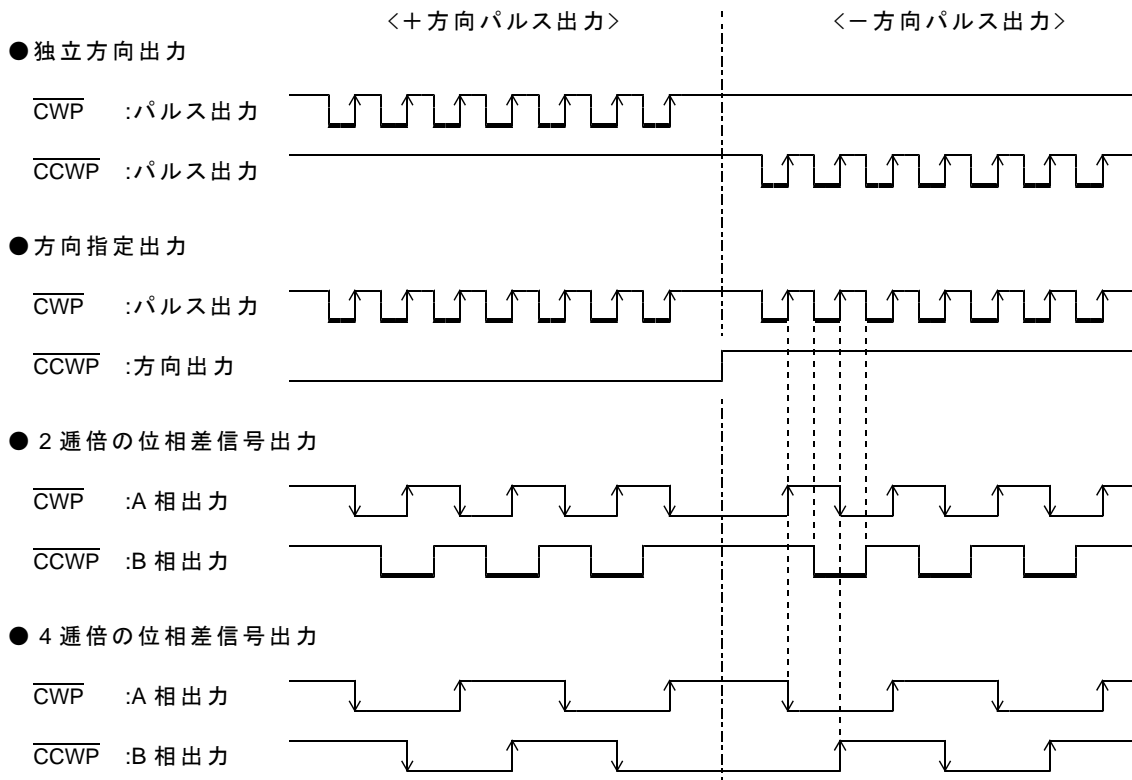 <＋方向パルス出力> <－方向パルス出力>
●独立方向出力
CWP :パルス出力
CCWP :パルス出力
●方向指定出力
CWP :パルス出力
CCWP :方向出力
●２逓倍の位相差信号出力
CWP :A相出力
CCWP :B相出力
●４逓倍の位相差信号出力
CWP :A相出力
CCWP :B相出力